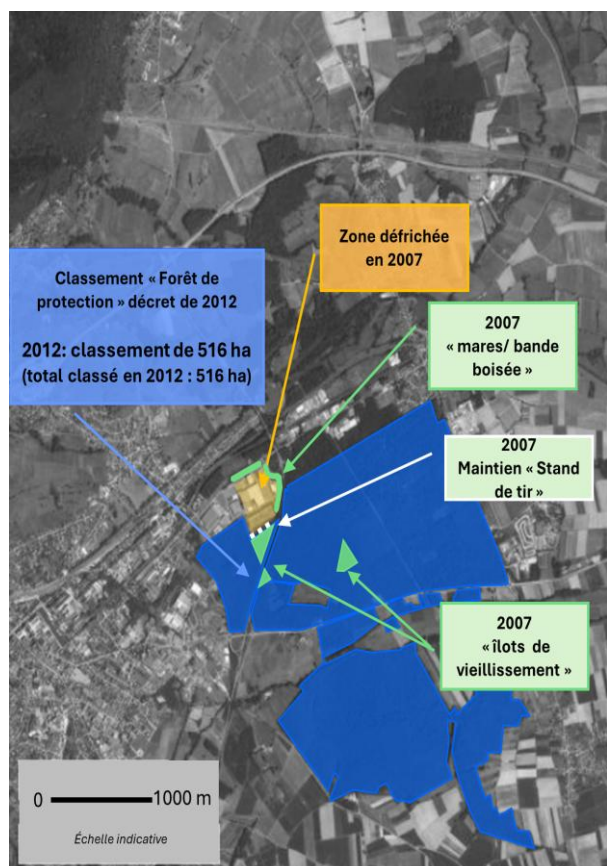 Zone défrichée
en 2007
Classement « Forêt de
protection » décret de 2012
2012: classement de 516 ha
(total classé en 2012 : 516 ha)
2007
« mares/ bande
boisée »
2007
Maintien « Stand
de tir »
2007
« îlots de
vieillissement »
0 1000 m
Échelle indicative